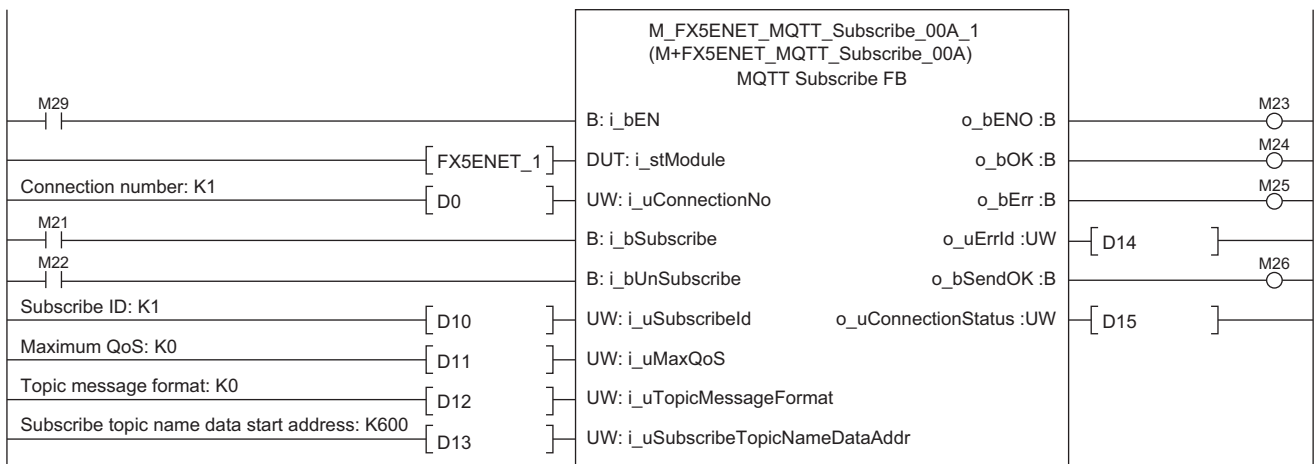 M_FX5ENET_MQTT_Subscribe_00A_1
(M+FX5ENET_MQTT_Subscribe_00A)
MQTT Subscribe FB
M29 B: i_bEN o_bENO :B M23
FX5ENET_1 DUT: i_stModule o_bOK :B M24
Connection number: K1 D0 UW: i_uConnectionNo o_bErr :B M25
M21 B: i_bSubscribe o_uErrId :UW D14
M22 B: i_bUnSubscribe o_bSendOK :B M26
Subscribe ID: K1 D10 UW: i_uSubscribeId o_uConnectionStatus :UW D15
Maximum QoS: K0 D11 UW: i_uMaxQoS
Topic message format: K0 D12 UW: i_uTopicMessageFormat
Subscribe topic name data start address: K600 D13 UW: i_uSubscribeTopicNameDataAddr